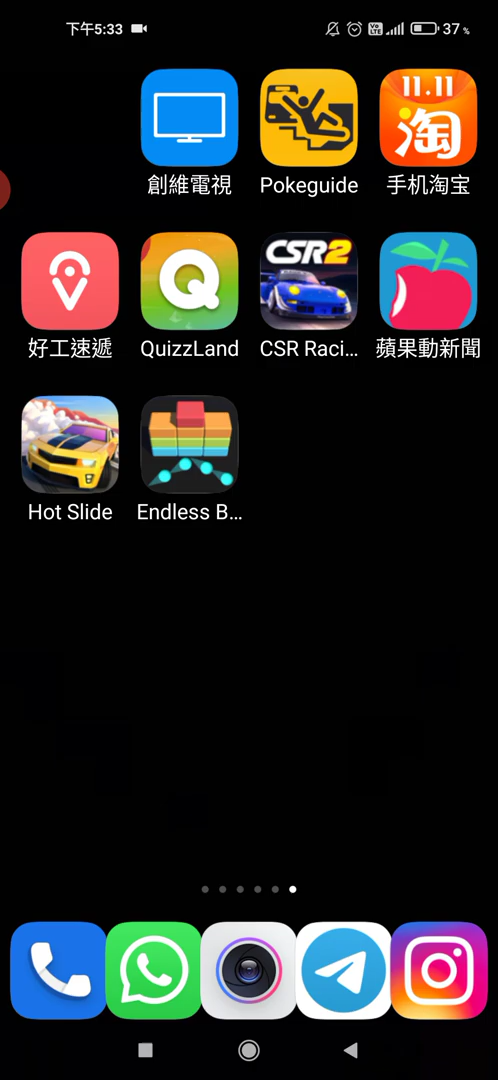 下午5:33
37 %
11.11
淘
創維電視
Pokeguide
手机淘宝
Q
CSR2
好工速遞
QuizzLand
CSR Raci...
蘋果動新聞
Hot Slide
Endless B...